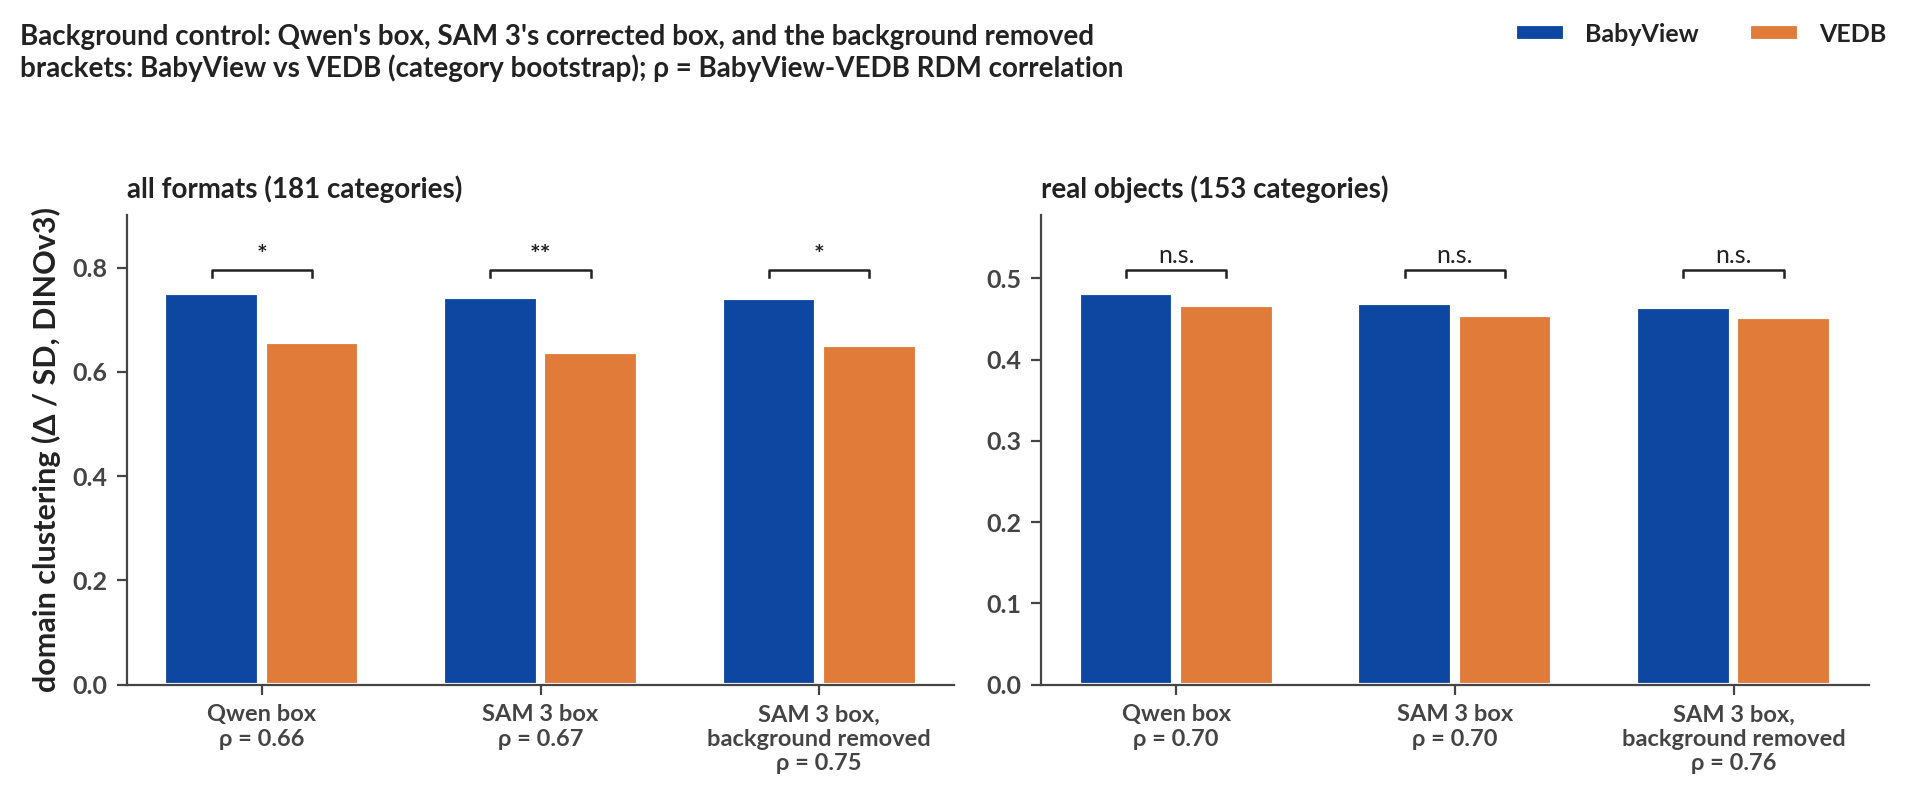 Background control: Qwen's box, SAM 3's corrected box, and the background removed
brackets: BabyView vs VEDB (category bootstrap); ρ = BabyView-VEDB RDM correlation
BabyView
VEDB
all formats (181 categories)
domain clustering (Δ / SD, DINOv3)
0.8
0.6
0.4
0.2
0.0
*
**
*
Qwen box
ρ = 0.66
SAM 3 box
ρ = 0.67
SAM 3 box,
background removed
ρ = 0.75
real objects (153 categories)
0.5
0.4
0.3
0.2
0.1
0.0
n.s.
n.s.
n.s.
Qwen box
ρ = 0.70
SAM 3 box
ρ = 0.70
SAM 3 box,
background removed
ρ = 0.76